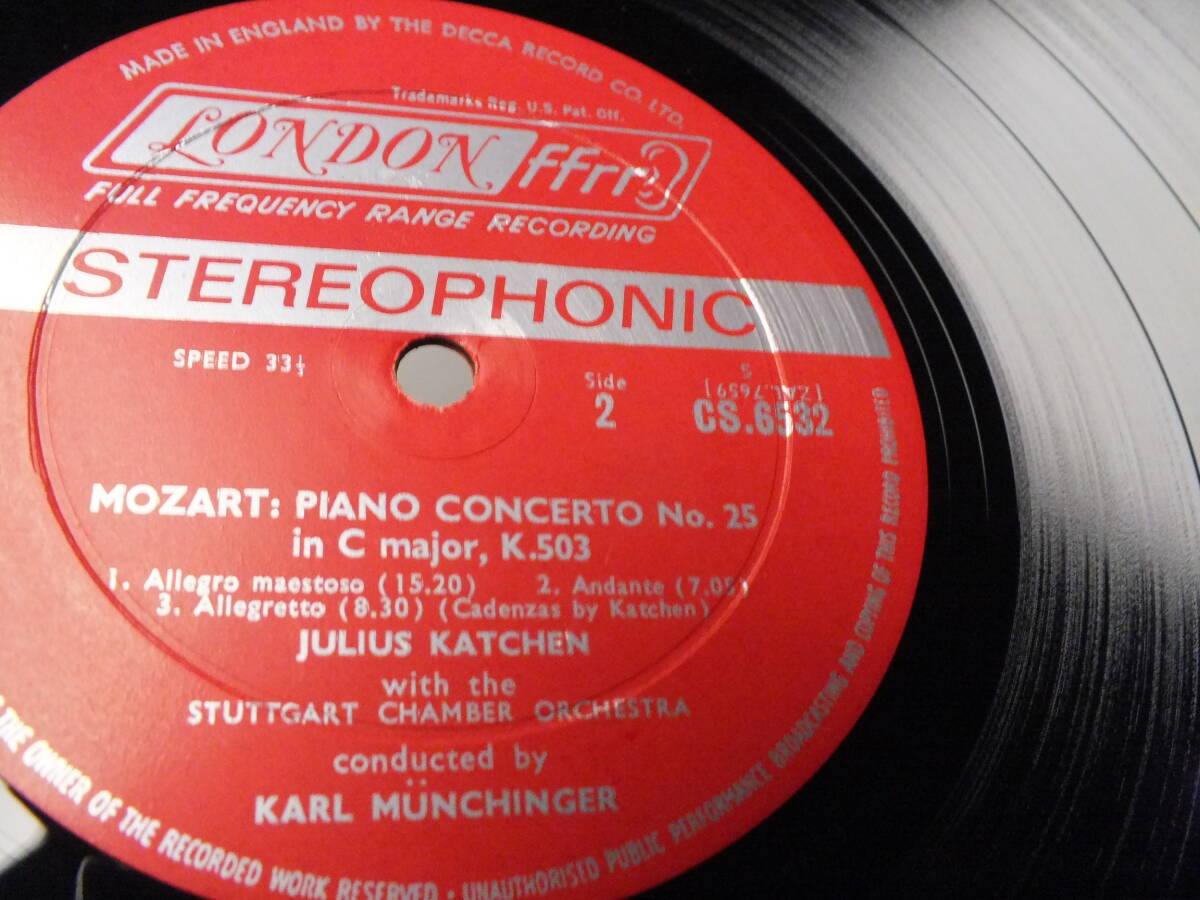 MADE IN ENGLAND BY THE DECCA RECORD CO. LTD.
Trademarks Reg. U.S. Pat. Off.
LONDON ffrr
FULL FREQUENCY RANGE RECORDING
STEREOPHONIC
SPEED 33⅓
Side
2
S
(ZAL.7659)
CS.6532
MOZART: PIANO CONCERTO No. 25
in C major, K.503
1. Allegro maestoso (15.20) 2. Andante (7.05)
3. Allegretto (8.30) (Cadenzas by Katchen)
JULIUS KATCHEN
with the
STUTTGART CHAMBER ORCHESTRA
conducted by
KARL MÜNCHINGER
THE OWNER OF THE RECORDED WORK RESERVED · UNAUTHORISED PUBLIC PERFORMANCE BROADCASTING AND COPYING OF THIS RECORD PROHIBITED